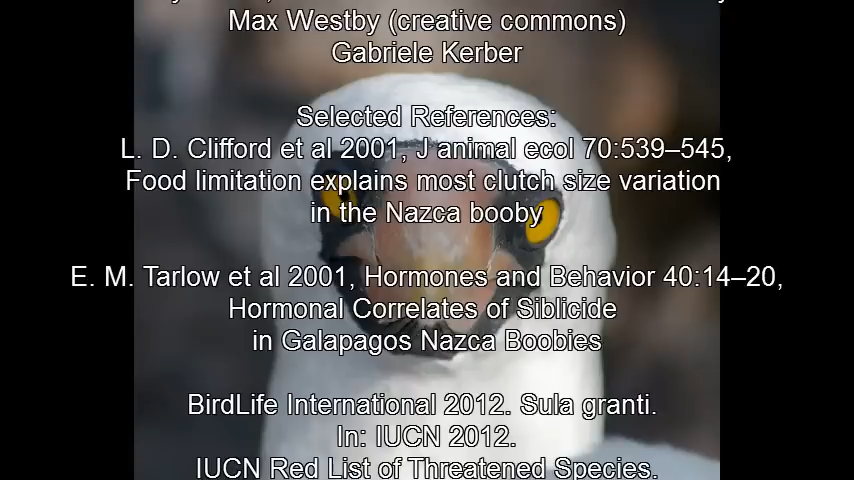 Max Westby (creative commons)
Gabriele Kerber
Selected References:
L. D. Clifford et al 2001, J animal ecol 70:539–545,
Food limitation explains most clutch size variation
in the Nazca booby
E. M. Tarlow et al 2001, Hormones and Behavior 40:14–20,
Hormonal Correlates of Siblicide
in Galapagos Nazca Boobies
BirdLife International 2012. Sula granti.
In: IUCN 2012.
IUCN Red List of Threatened Species.